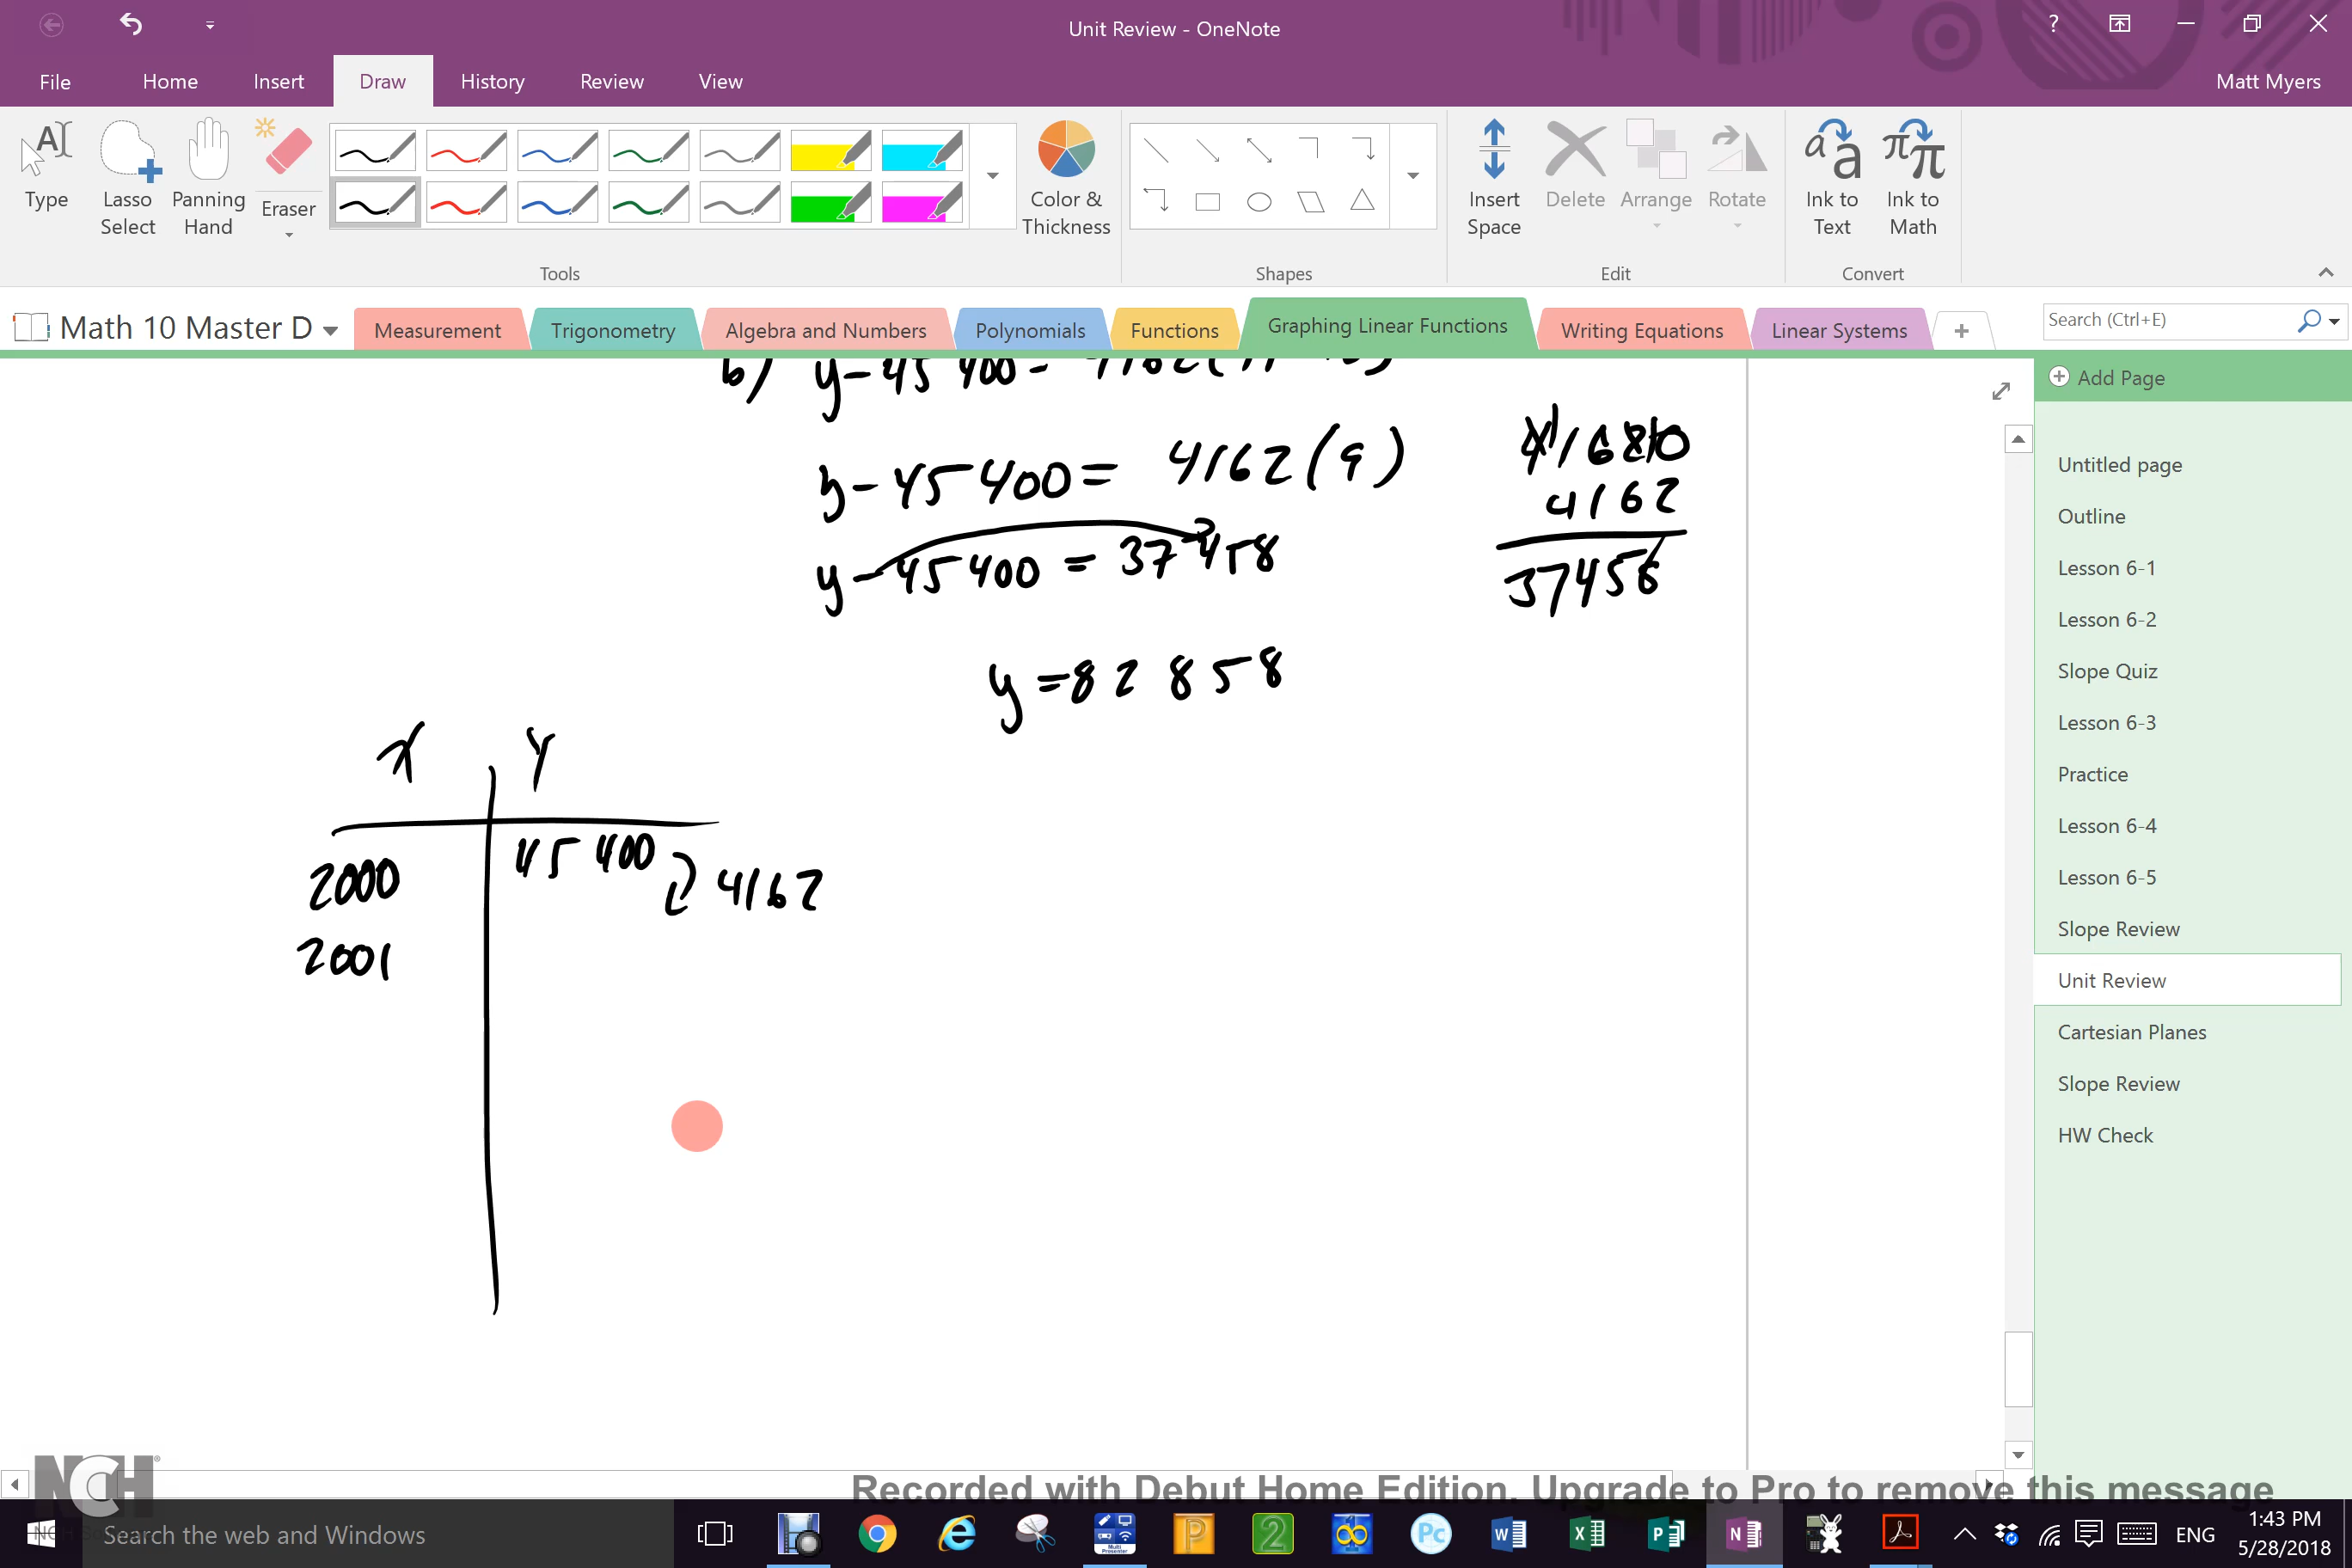 Unit Review - OneNote
?
File Home Insert Draw History Review View Matt Myers
Type
Lasso Select
Panning Hand
Eraser
Color & Thickness
Insert Space
Delete
Arrange
Rotate
Ink to Text
Ink to Math
Tools Shapes Edit Convert
Math 10 Master D
Measurement Trigonometry Algebra and Numbers Polynomials Functions Graphing Linear Functions Writing Equations Linear Systems +
Search (Ctrl+E)
Add Page
Untitled page
Outline
Lesson 6-1
Lesson 6-2
Slope Quiz
Lesson 6-3
Practice
Lesson 6-4
Lesson 6-5
Slope Review
Unit Review
Cartesian Planes
Slope Review
HW Check
b) y-45 400 =
y-45 400 = 4162(9)
y-45 400 = 37 458
y = 82 858
4162
37458
x y
2000 45 400 4162
2001
NCH
Recorded with Debut Home Edition. Upgrade to Pro to remove this message
Search the web and Windows
ENG
1:43 PM
5/28/2018